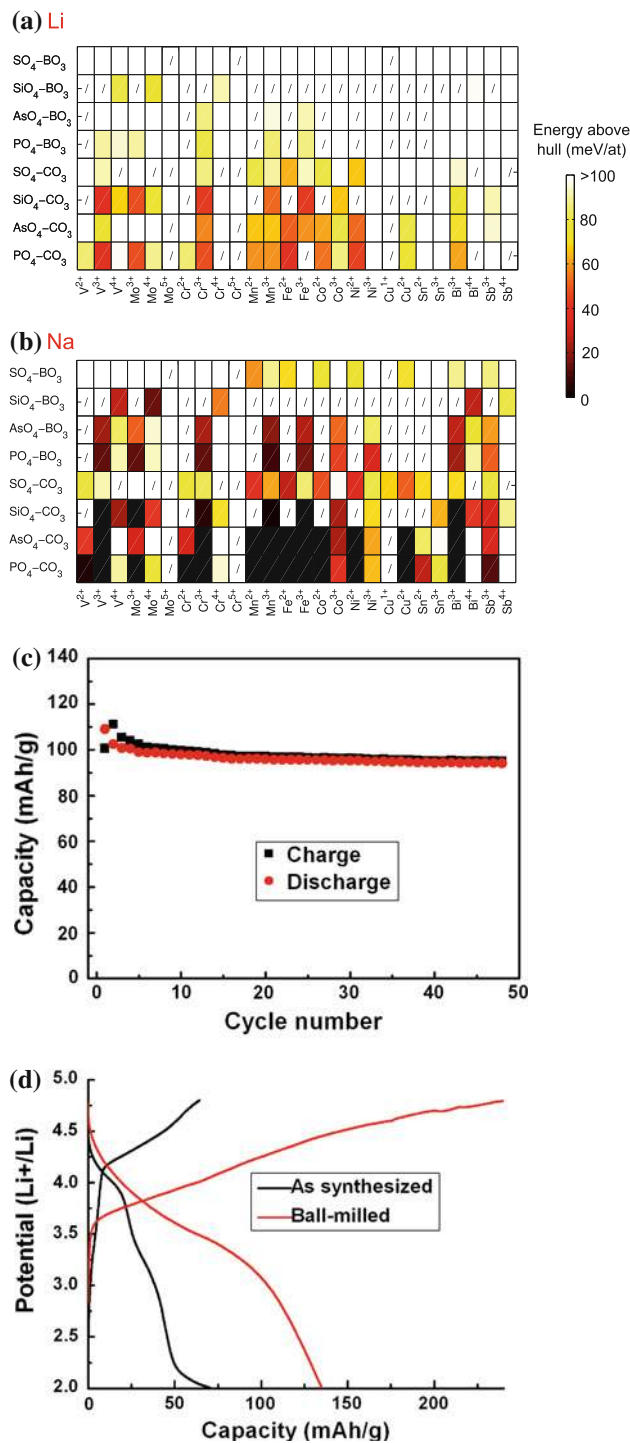 (a) Li
SO₄–BO₃
SiO₄–BO₃
AsO₄–BO₃
PO₄–BO₃
SO₄–CO₃
SiO₄–CO₃
AsO₄–CO₃
PO₄–CO₃
V²⁺ V³⁺ V⁴⁺ Mo³⁺ Mo⁴⁺ Mo⁵⁺ Cr²⁺ Cr³⁺ Cr⁴⁺ Cr⁵⁺ Mn²⁺ Mn³⁺ Fe²⁺ Fe³⁺ Co²⁺ Co³⁺ Ni²⁺ Ni³⁺ Cu¹⁺ Cu²⁺ Sn²⁺ Sn³⁺ Bi³⁺ Bi⁴⁺ Sb³⁺ Sb⁴⁺
Energy above
hull (meV/at)
>100
80
60
40
20
0
(b) Na
SO₄–BO₃
SiO₄–BO₃
AsO₄–BO₃
PO₄–BO₃
SO₄–CO₃
SiO₄–CO₃
AsO₄–CO₃
PO₄–CO₃
V²⁺ V³⁺ V⁴⁺ Mo³⁺ Mo⁴⁺ Mo⁵⁺ Cr²⁺ Cr³⁺ Cr⁴⁺ Cr⁵⁺ Mn²⁺ Mn³⁺ Fe²⁺ Fe³⁺ Co²⁺ Co³⁺ Ni²⁺ Ni³⁺ Cu¹⁺ Cu²⁺ Sn²⁺ Sn³⁺ Bi³⁺ Bi⁴⁺ Sb³⁺ Sb⁴⁺
(c)
140
120
100
80
60
40
20
0
Capacity (mAh/g)
Charge
Discharge
0 10 20 30 40 50
Cycle number
(d)
5.0
4.5
4.0
3.5
3.0
2.5
2.0
Potential (Li+/Li)
As synthesized
Ball-milled
0 50 100 150 200
Capacity (mAh/g)